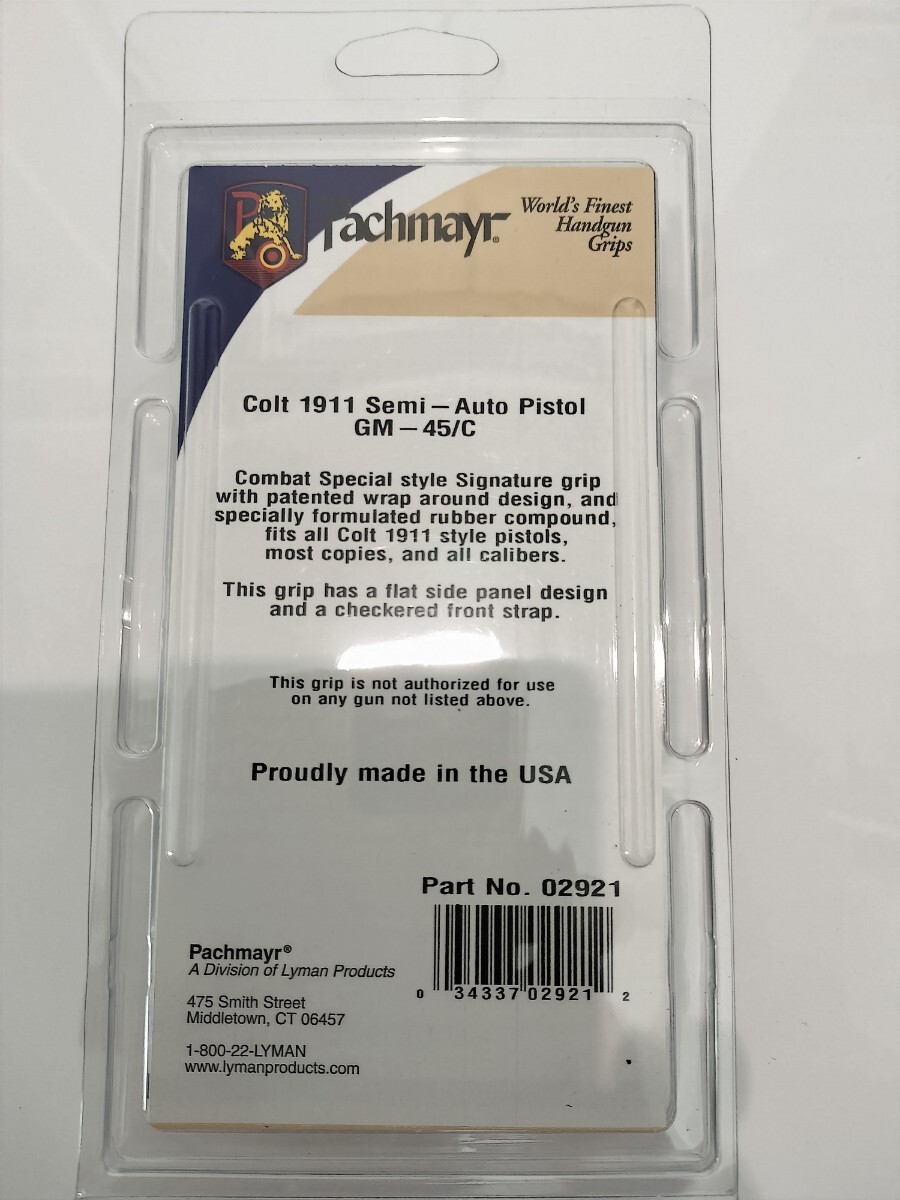 P
Pachmayr®
World's Finest
Handgun
Grips
Colt 1911 Semi – Auto Pistol
GM – 45/C
Combat Special style Signature grip
with patented wrap around design, and
specially formulated rubber compound,
fits all Colt 1911 style pistols,
most copies, and all calibers.
This grip has a flat side panel design
and a checkered front strap.
This grip is not authorized for use
on any gun not listed above.
Proudly made in the USA
Part No. 02921
0 34337 02921 2
Pachmayr®
A Division of Lyman Products
475 Smith Street
Middletown, CT 06457
1-800-22-LYMAN
www.lymanproducts.com